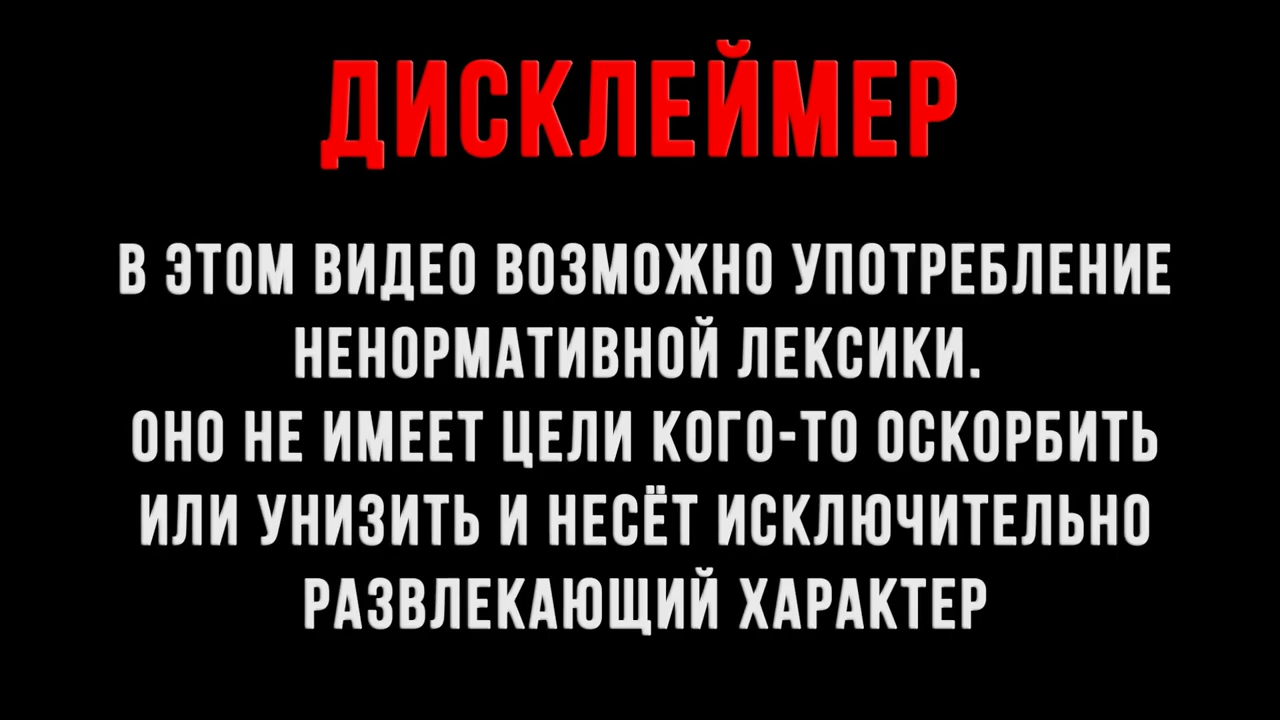 ДИСКЛЕЙМЕР
В ЭТОМ ВИДЕО ВОЗМОЖНО УПОТРЕБЛЕНИЕ
НЕНОРМАТИВНОЙ ЛЕКСИКИ.
ОНО НЕ ИМЕЕТ ЦЕЛИ КОГО-ТО ОСКОРБИТЬ
ИЛИ УНИЗИТЬ И НЕСЁТ ИСКЛЮЧИТЕЛЬНО
РАЗВЛЕКАЮЩИЙ ХАРАКТЕР